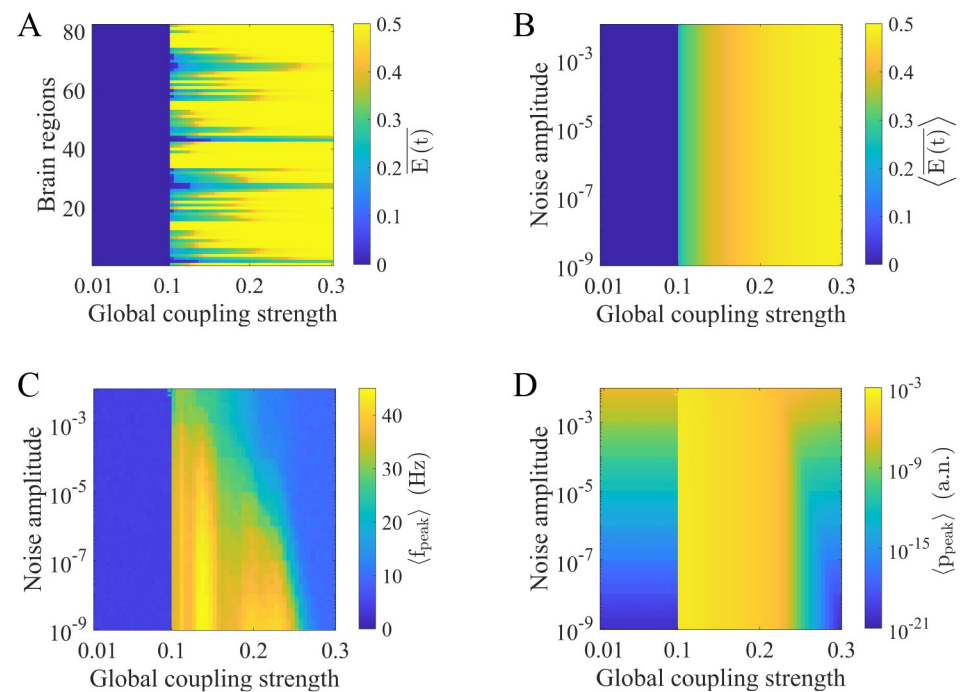 A
80
60
40
20
Brain regions
0.01 0.1 0.2 0.3
Global coupling strength
0.5
0.4
0.3
0.2
0.1
0
E (t)
B
10-3
10-5
10-7
10-9
Noise amplitude
0.01 0.1 0.2 0.3
Global coupling strength
0.5
0.4
0.3
0.2
0.1
0
⟨E (t)⟩
C
10-3
10-5
10-7
10-9
Noise amplitude
0.01 0.1 0.2 0.3
Global coupling strength
40
30
20
10
0
⟨fpeak⟩ (Hz)
D
10-3
10-5
10-7
10-9
Noise amplitude
0.01 0.1 0.2 0.3
Global coupling strength
10-3
10-9
10-15
10-21
⟨ppeak⟩ (a.n.)